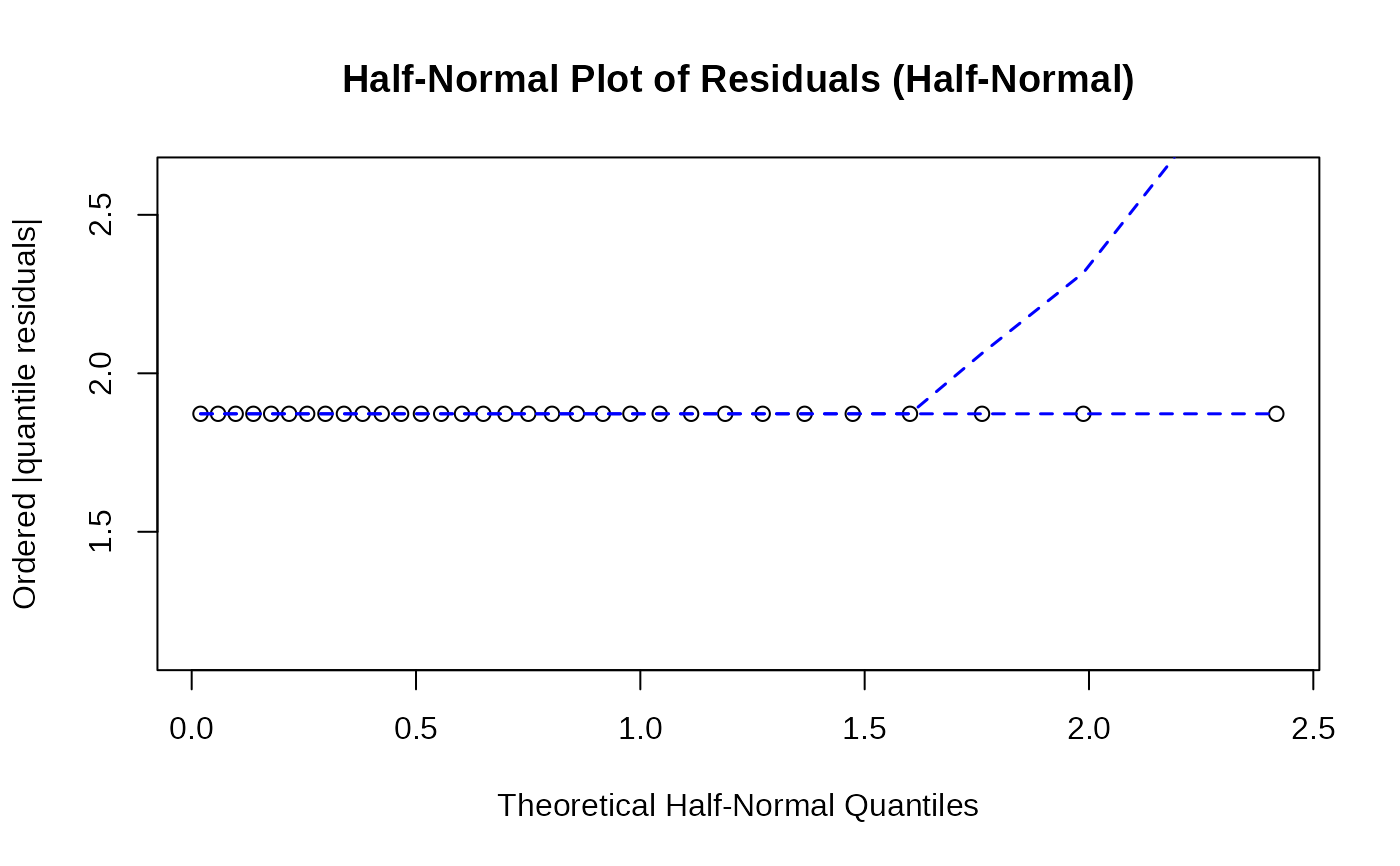 Half-Normal Plot of Residuals (Half-Normal)
Ordered |quantile residuals|
2.5
2.0
1.5
0.0 0.5 1.0 1.5 2.0 2.5
Theoretical Half-Normal Quantiles